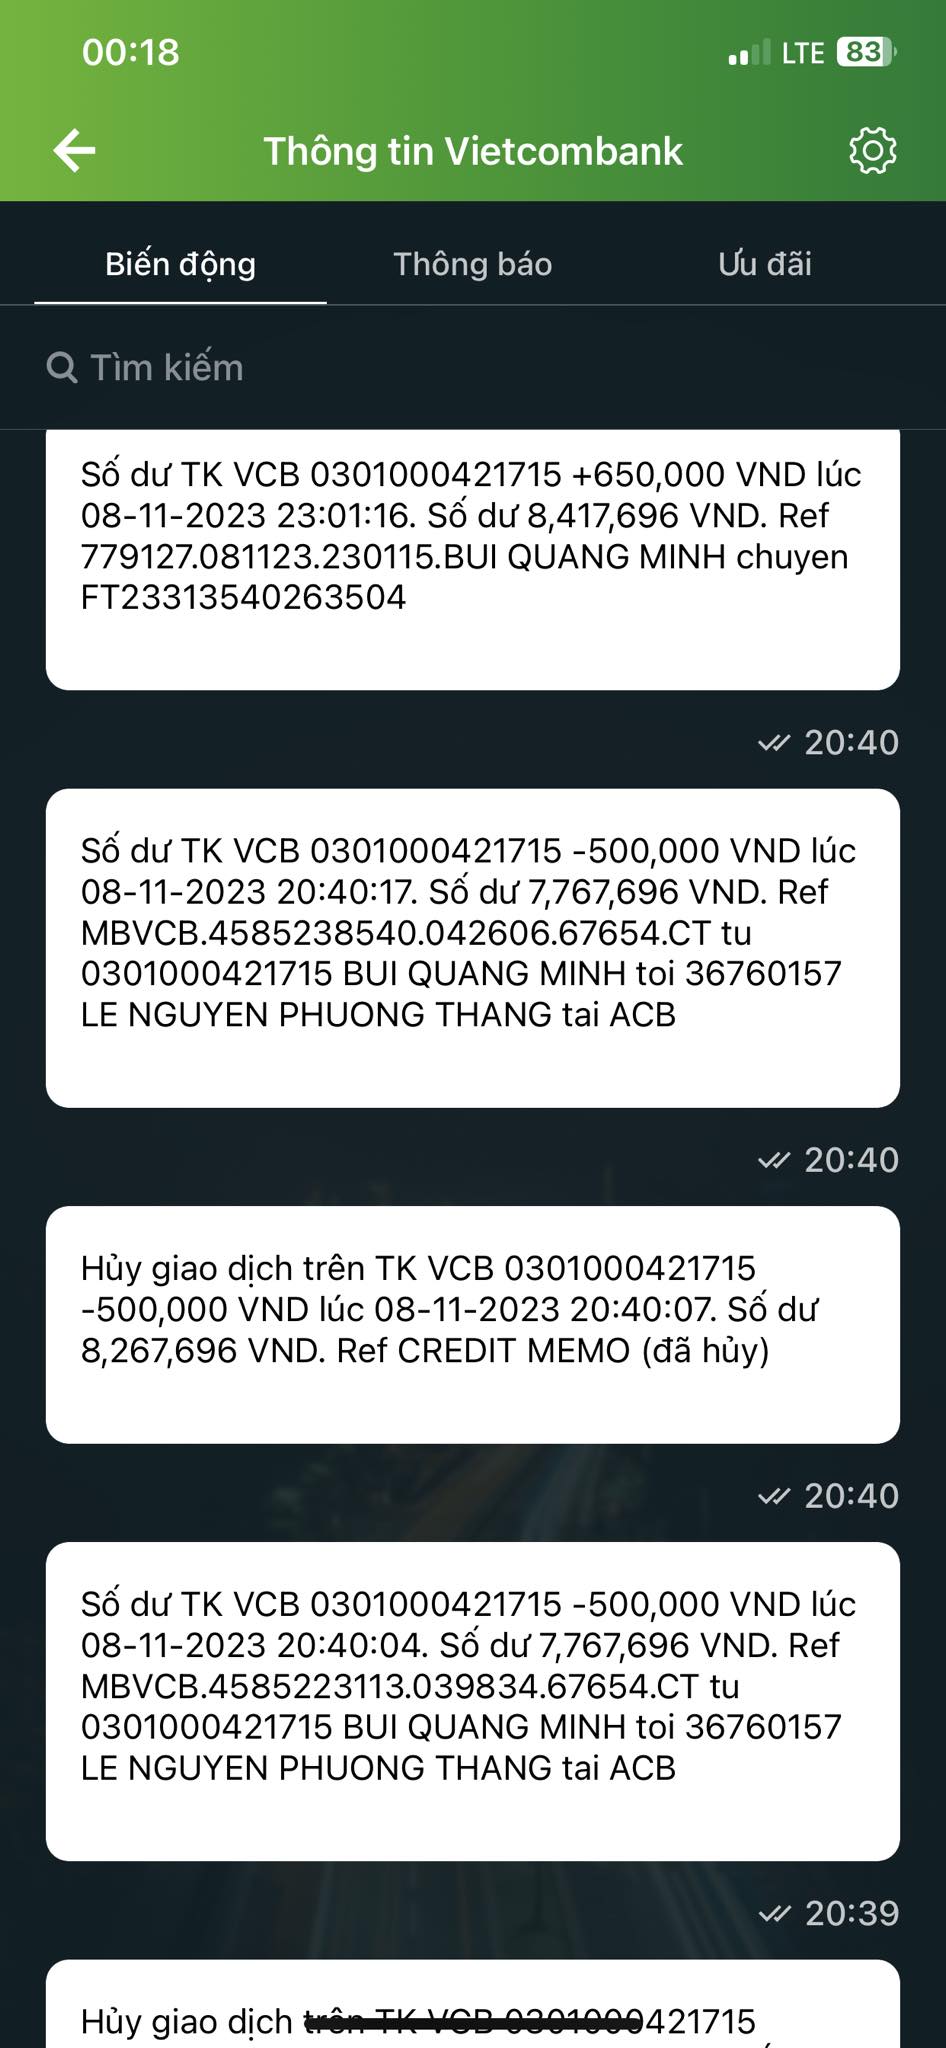 00:18
LTE 83
Thông tin Vietcombank
Biến động
Thông báo
Ưu đãi
Tìm kiếm
Số dư TK VCB 0301000421715 +650,000 VND lúc
08-11-2023 23:01:16. Số dư 8,417,696 VND. Ref
779127.081123.230115.BUI QUANG MINH chuyen
FT23313540263504
20:40
Số dư TK VCB 0301000421715 -500,000 VND lúc
08-11-2023 20:40:17. Số dư 7,767,696 VND. Ref
MBVCB.4585238540.042606.67654.CT tu
0301000421715 BUI QUANG MINH toi 36760157
LE NGUYEN PHUONG THANG tai ACB
20:40
Hủy giao dịch trên TK VCB 0301000421715
-500,000 VND lúc 08-11-2023 20:40:07. Số dư
8,267,696 VND. Ref CREDIT MEMO (đã hủy)
20:40
Số dư TK VCB 0301000421715 -500,000 VND lúc
08-11-2023 20:40:04. Số dư 7,767,696 VND. Ref
MBVCB.4585223113.039834.67654.CT tu
0301000421715 BUI QUANG MINH toi 36760157
LE NGUYEN PHUONG THANG tai ACB
20:39
Hủy giao dịch trên TK VCB 0301000421715